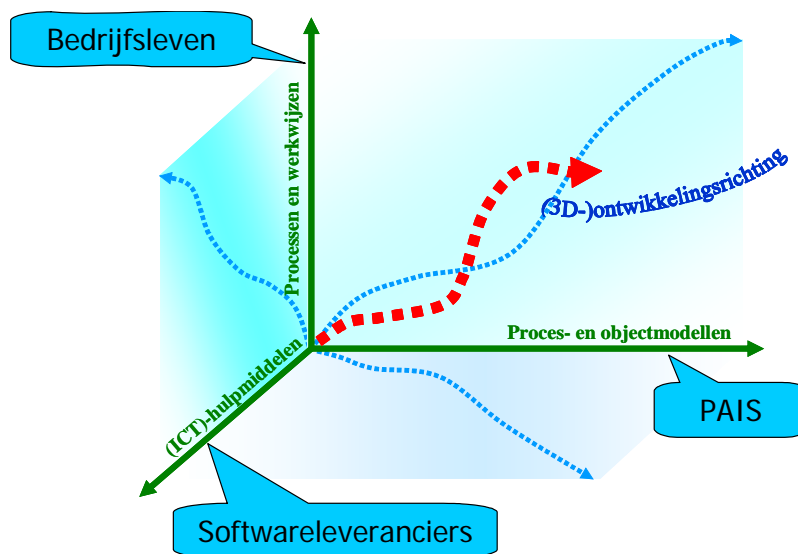 Bedrijfsleven
Processen en werkwijzen
(3D-)ontwikkelingsrichting
Proces- en objectmodellen
(ICT)-hulpmiddelen
PAIS
Softwareleveranciers